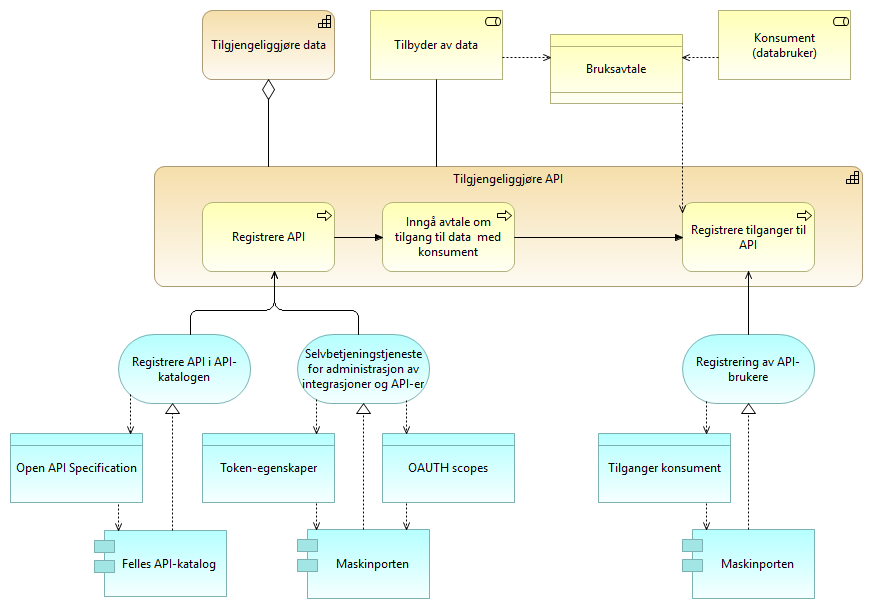 Tilgjengeliggjøre data
Tilbyder av data
Bruksavtale
Konsument
(databruker)
Tilgjengeliggjøre API
Registrere API
Inngå avtale om
tilgang til data  med
konsument
Registrere tilganger til
API
Registrere API i API-
katalogen
Selvbetjeningstjeneste
for administrasjon av
integrasjoner og API-er
Registrering av API-
brukere
Open API Specification
Token-egenskaper
OAUTH scopes
Tilganger konsument
Felles API-katalog
Maskinporten
Maskinporten